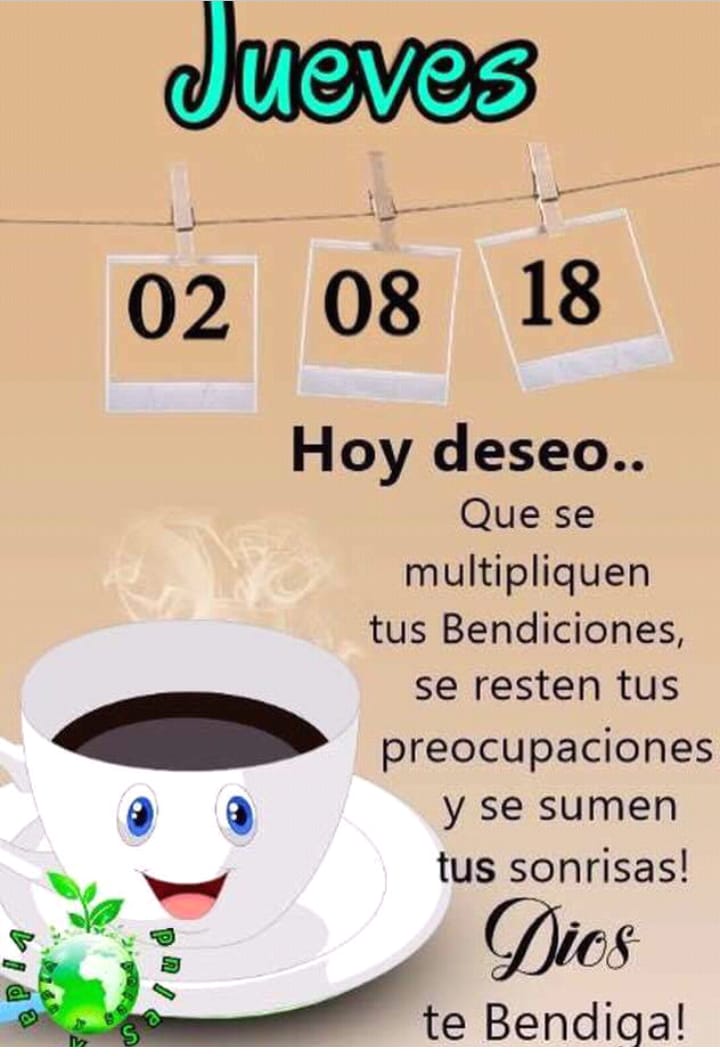 Jueves
02 08 18
Hoy deseo..
Que se
multipliquen
tus Bendiciones,
se resten tus
preocupaciones
y se sumen
tus sonrisas!
Dios
te Bendiga!
Vida y Salud